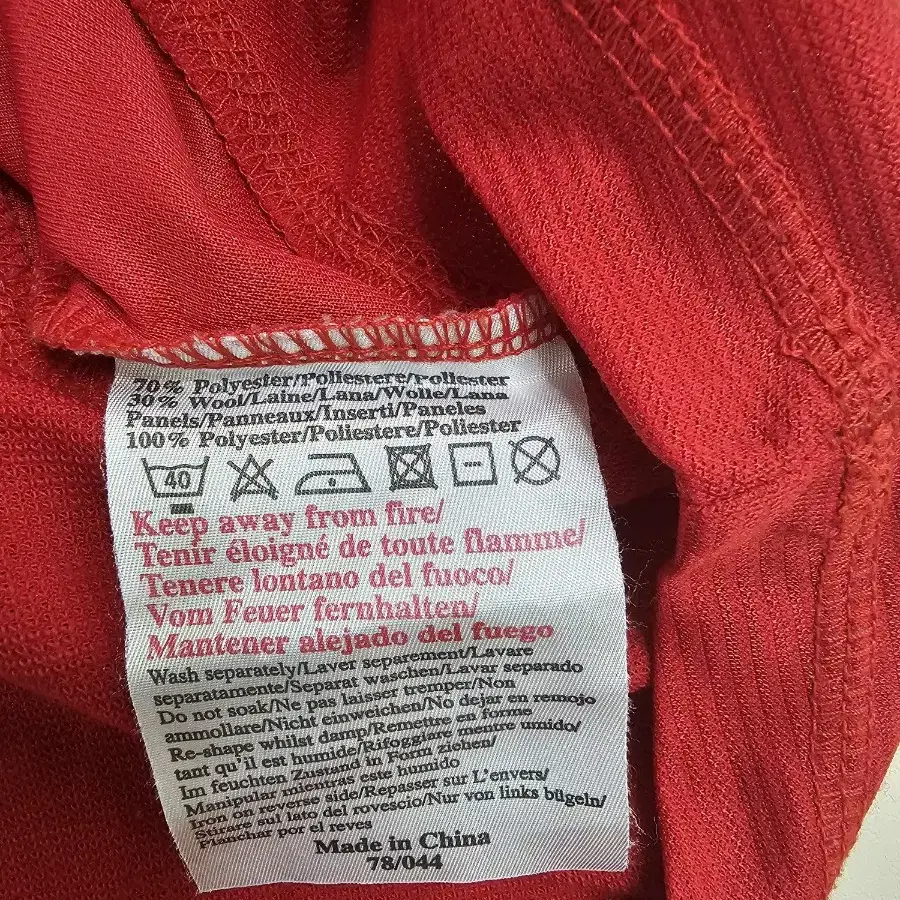 70% Polyester/Poliestere/Poliester
30% Wool/Laine/Lana/Wolle/Lana
Panels/Panneaux/Inserti/Paneles
100% Polyester/Poliestere/Poliester
40
Keep away from fire/
Tenir éloigné de toute flamme/
Tenere lontano del fuoco/
Vom Feuer fernhalten/
Mantener alejado del fuego
Wash separately/Laver separement/Lavare
separatamente/Separat waschen/Lavar separado
Do not soak/Ne pas laisser tremper/Non
ammollare/Nicht einweichen/No dejar en remojo
Re-shape whilst damp/Remettre en forme
tant qu'il est humide/Rifoggiare mentre umido/
Im feuchten Zustand in Form ziehen/
Manipular mientras este humido
Iron on reverse side/Repasser sur L'envers/
Stirare sul lato del rovescio/Nur von links bügeln/
Planchar por el reves
Made in China
78/044